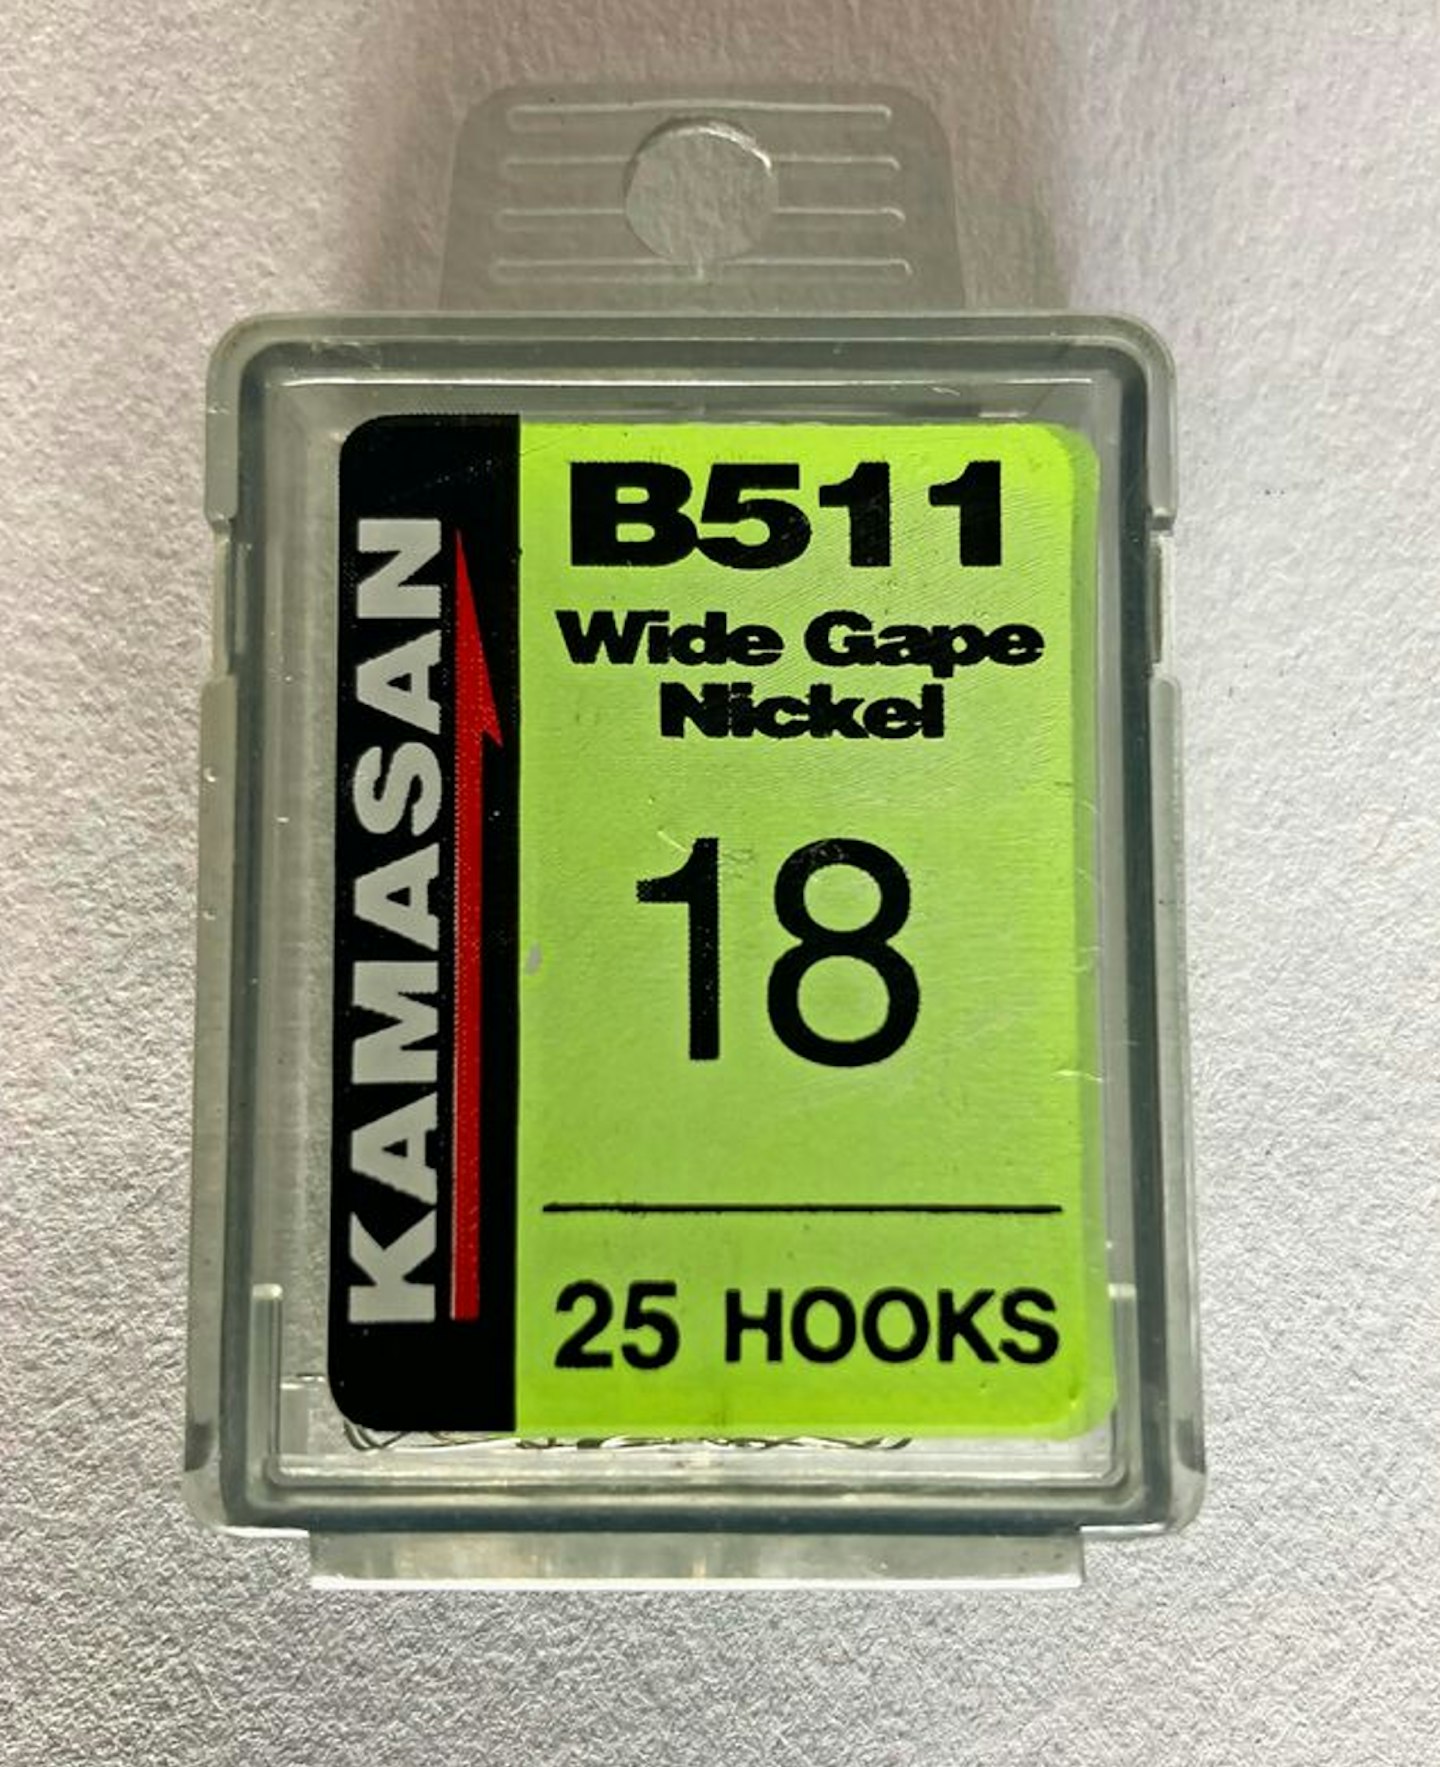 KAMASAN
B511
Wide Gape
Nickel
18
25 HOOKS